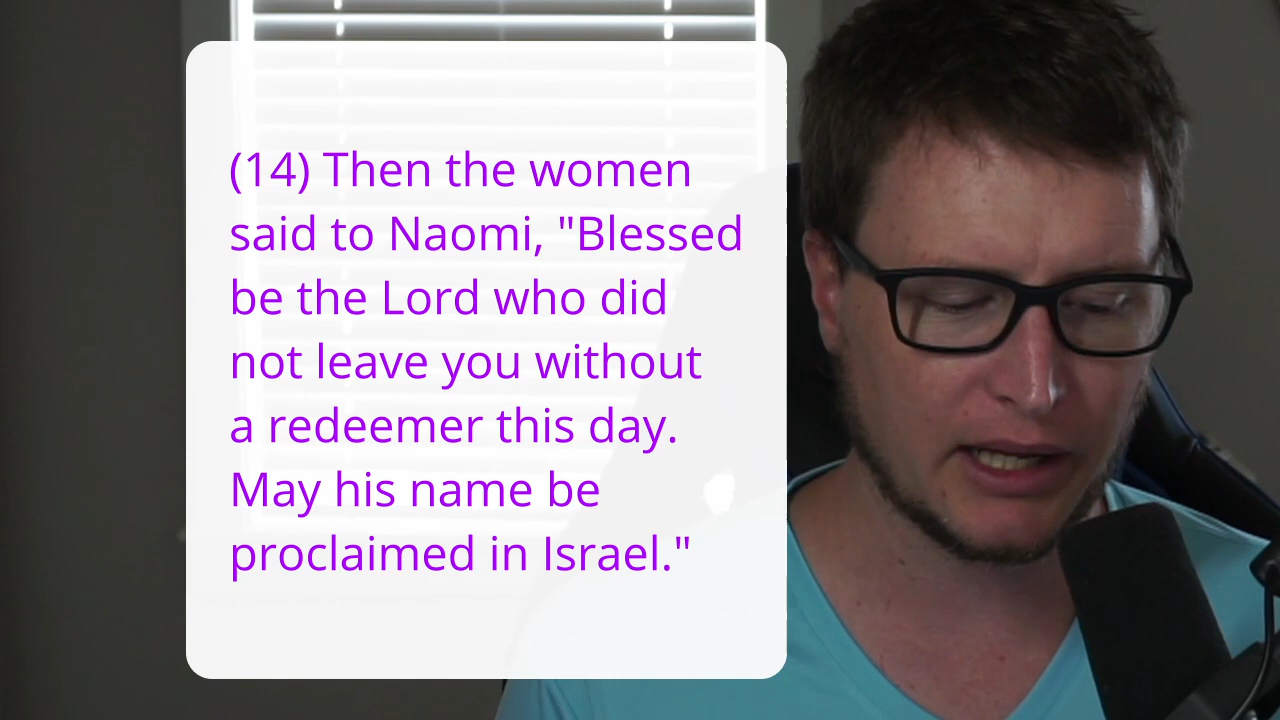 (14) Then the women
said to Naomi, "Blessed
be the Lord who did
not leave you without
a redeemer this day.
May his name be
proclaimed in Israel."